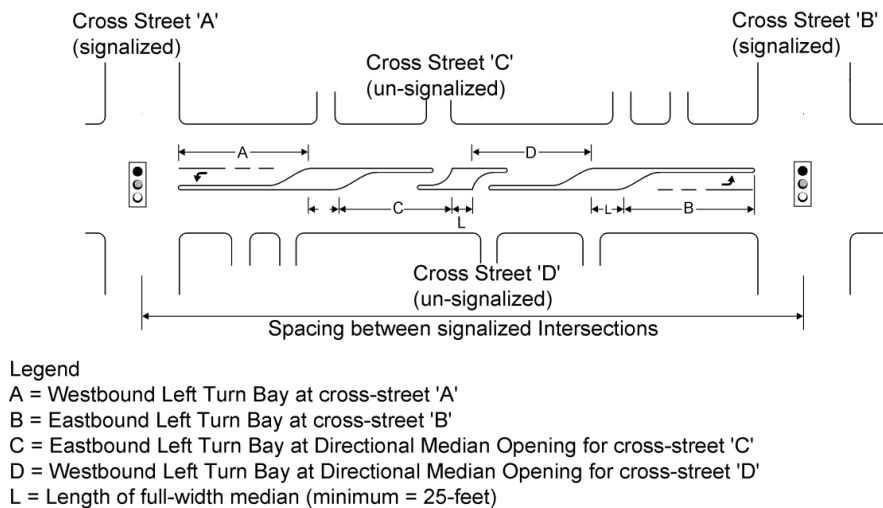 Cross Street 'A'
(signalized)
Cross Street 'B'
(signalized)
Cross Street 'C'
(un-signalized)
A
D
C
L
L
B
Cross Street 'D'
(un-signalized)
Spacing between signalized Intersections
Legend
A = Westbound Left Turn Bay at cross-street 'A'
B = Eastbound Left Turn Bay at cross-street 'B'
C = Eastbound Left Turn Bay at Directional Median Opening for cross-street 'C'
D = Westbound Left Turn Bay at Directional Median Opening for cross-street 'D'
L = Length of full-width median (minimum = 25-feet)